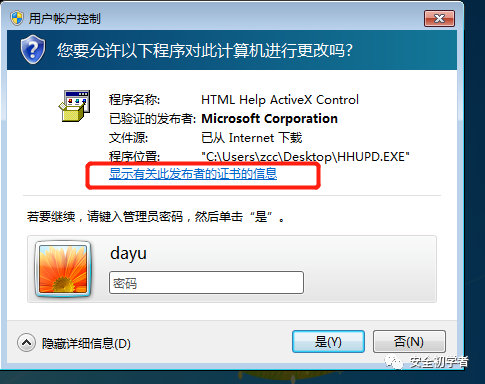 用户帐户控制
您要允许以下程序对此计算机进行更改吗?
程序名称: HTML Help ActiveX Control
已验证的发布者: Microsoft Corporation
文件源: 已从 Internet 下载
程序位置: "C:\Users\zcc\Desktop\HHUPD.EXE"
显示有关此发布者的证书的信息
若要继续，请键入管理员密码，然后单击“是”。
dayu
密码
隐藏详细信息(D)
是(Y)
否(N)
安全初学者